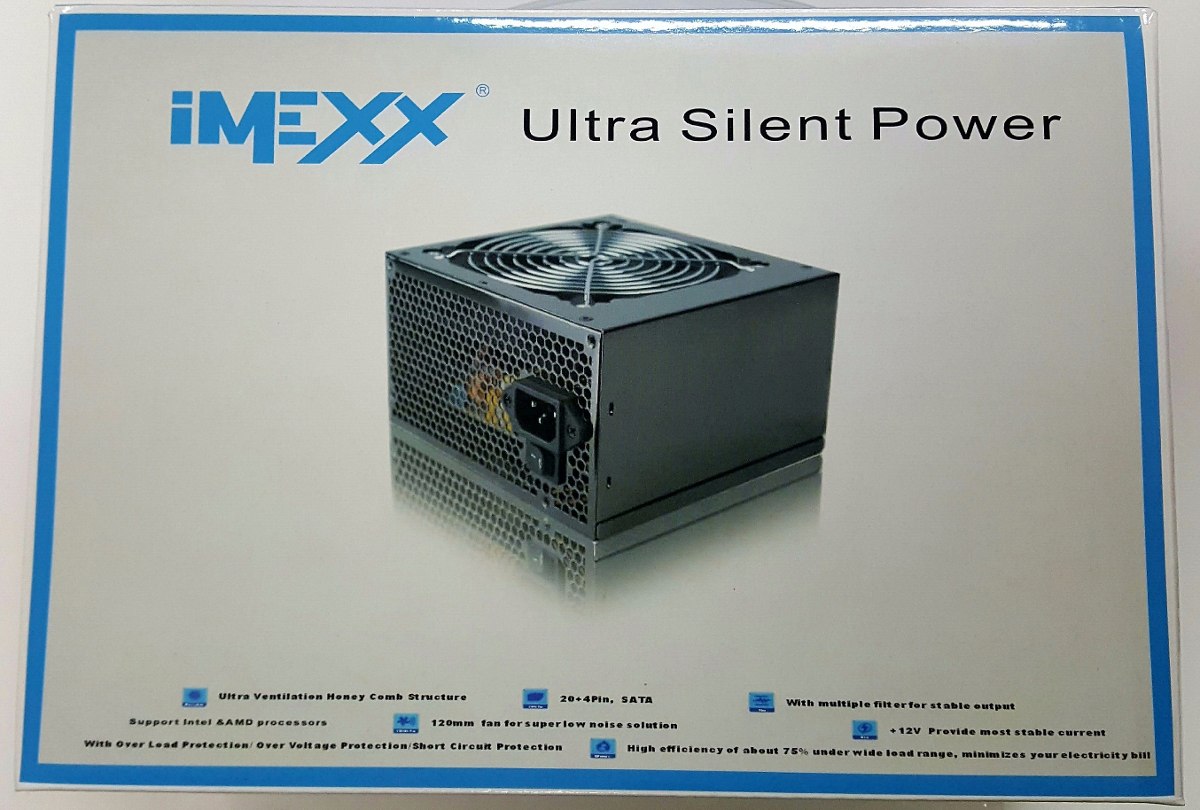 iMEXX® Ultra Silent Power
Ultra Ventilation Honey Comb Structure
20+4Pin, SATA
With multiple filter for stable output
Support Intel &AMD processors
120mm fan for super low noise solution
+12V Provide most stable current
With Over Load Protection/ Over Voltage Protection/Short Circuit Protection
High efficiency of about 75% under wide load range, minimizes your electricity bill